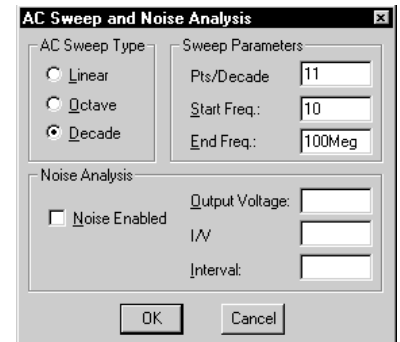 AC Sweep and Noise Analysis
AC Sweep Type
Linear
Octave
Decade
Sweep Parameters
Pts/Decade 11
Start Freq.: 10
End Freq.: 100Meg
Noise Analysis
Noise Enabled
Output Voltage:
I/V
Interval:
OK Cancel